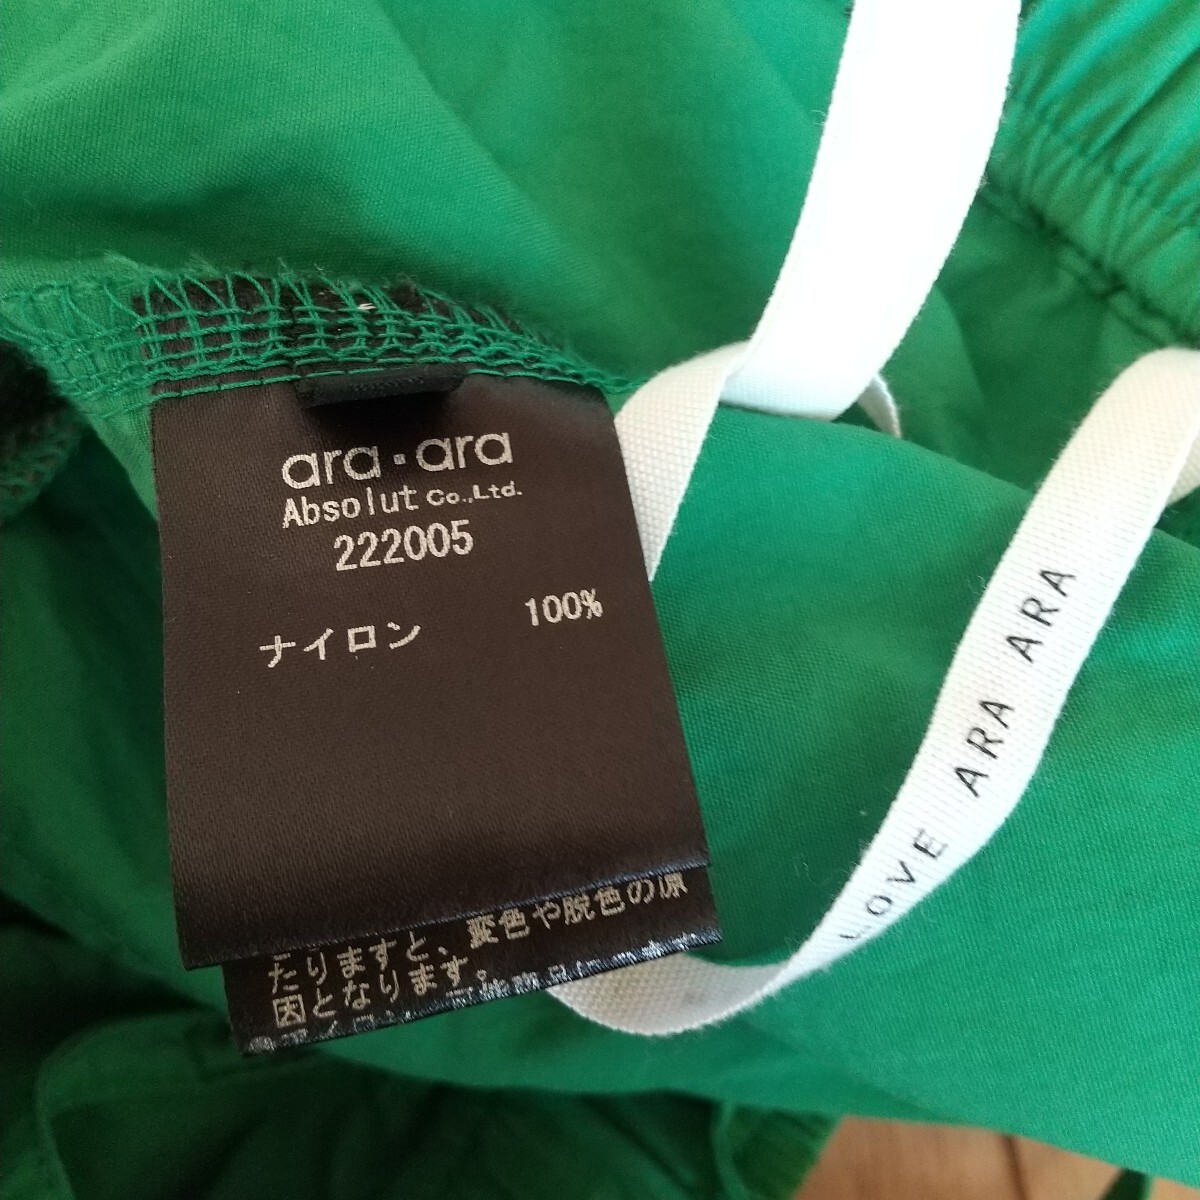 ara·ara
Absolut Co.,Ltd.
222005
ナイロン 100%
たりますと、変色や脱色の原
因となります。
LOVE ARA ARA